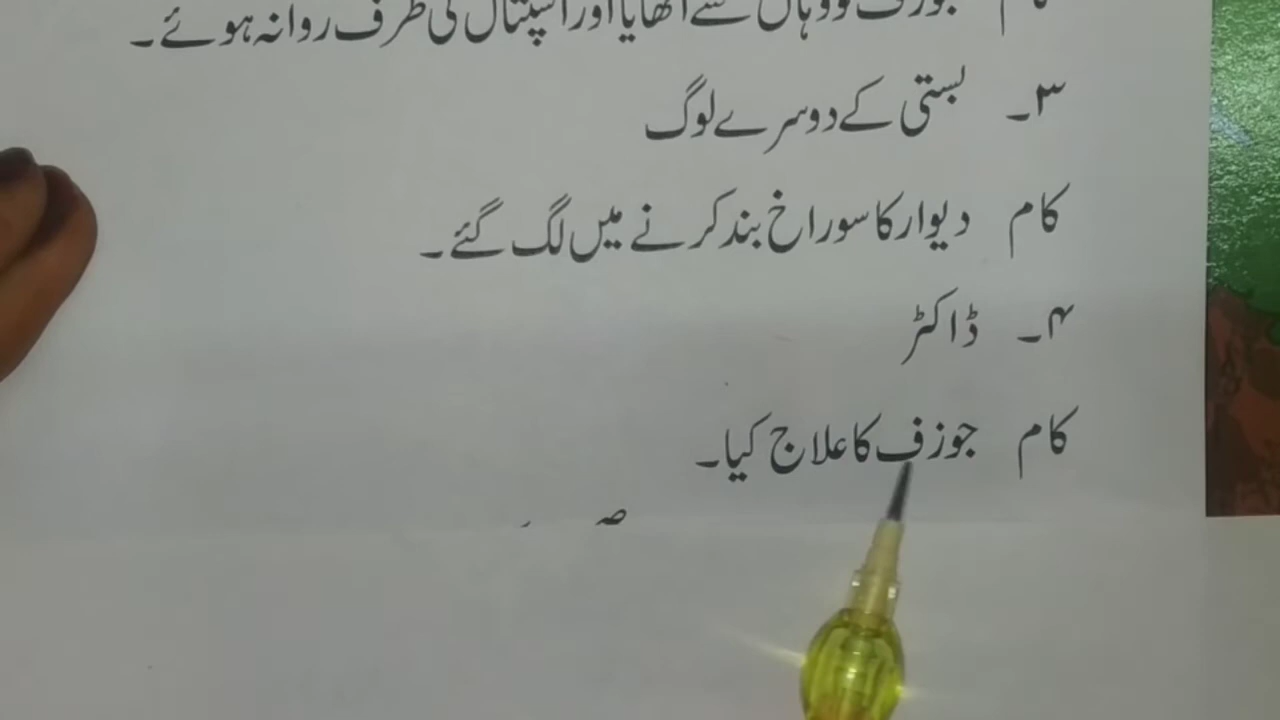 کام جوزف کو وہاں سے اٹھایا اور اسپتال کی طرف روانہ ہوئے۔
۳۔ بستی کے دوسرے لوگ
کام دیوار کا سوراخ بند کرنے میں لگ گئے۔
۴۔ ڈاکٹر
کام جوزف کا علاج کیا۔